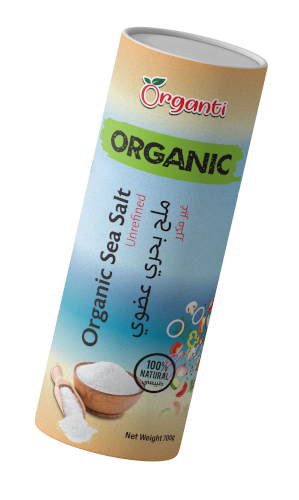 Organti
ORGANIC
Organic Sea Salt
Unrefined
ملح بحري عضوي
غير مكرر
100%
NATURAL
طبيعي
Net Weight 700g